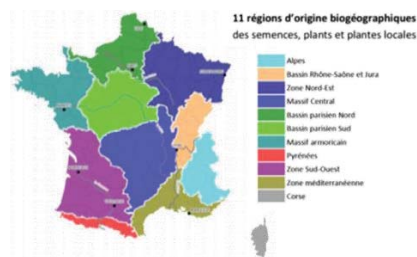 11 régions d'origine biogéographiques
des semences, plants et plantes locales
Alpes
Bassin Rhône-Saône et Jura
Zone Nord-Est
Massif Central
Bassin parisien Nord
Bassin parisien Sud
Massif armoricain
Pyrénées
Zone Sud-Ouest
Zone méditerranéenne
Corse